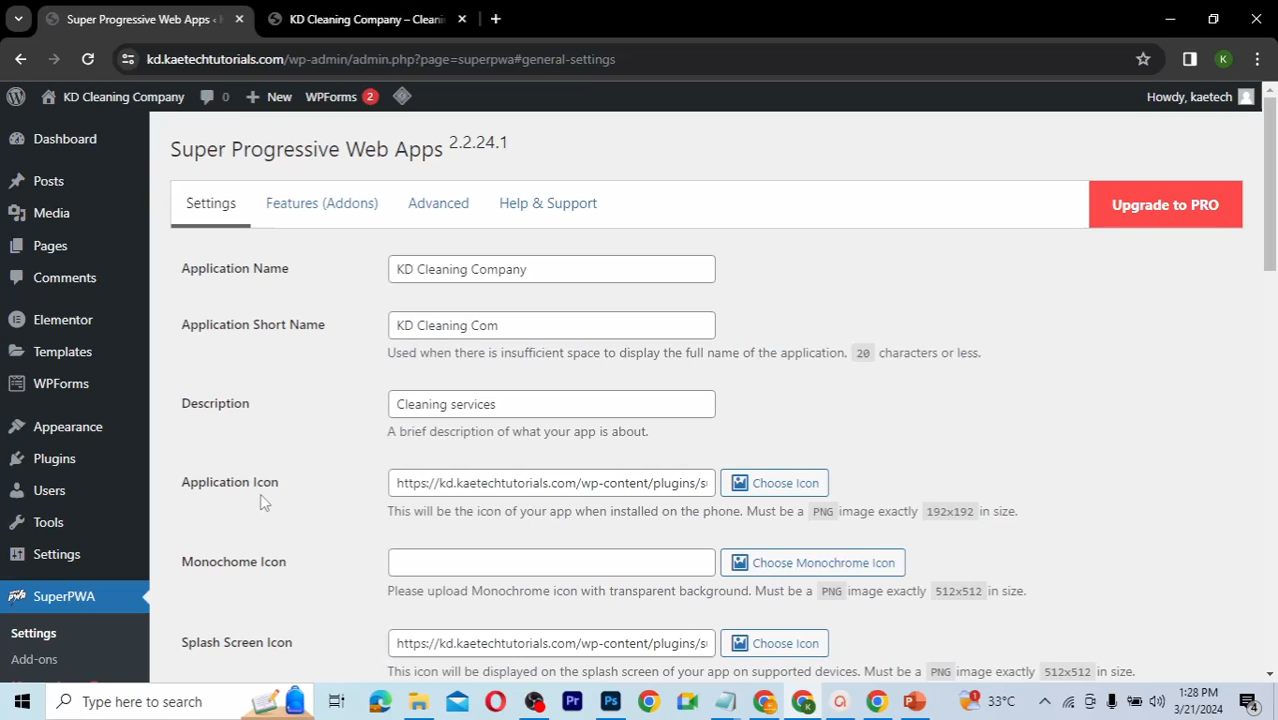 Super Progressive Web Apps ‹
KD Cleaning Company – Cleani
kd.kaetechtutorials.com/wp-admin/admin.php?page=superpwa#general-settings
K
KD Cleaning Company
0
New
WPForms 2
Howdy, kaetech
Dashboard
Posts
Media
Pages
Comments
Elementor
Templates
WPForms
Appearance
Plugins
Users
Tools
Settings
SuperPWA
Settings
Add-ons
Super Progressive Web Apps 2.2.24.1
Settings
Features (Addons)
Advanced
Help & Support
Upgrade to PRO
Application Name
KD Cleaning Company
Application Short Name
KD Cleaning Com
Used when there is insufficient space to display the full name of the application. 20 characters or less.
Description
Cleaning services
A brief description of what your app is about.
Application Icon
https://kd.kaetechtutorials.com/wp-content/plugins/s
Choose Icon
This will be the icon of your app when installed on the phone. Must be a PNG image exactly 192x192 in size.
Monochome Icon
Choose Monochrome Icon
Please upload Monochrome icon with transparent background. Must be a PNG image exactly 512x512 in size.
Splash Screen Icon
https://kd.kaetechtutorials.com/wp-content/plugins/s
Choose Icon
This icon will be displayed on the splash screen of your app on supported devices. Must be a PNG image exactly 512x512 in size.
Type here to search
Pr
Ps
33°C
1:28 PM
3/21/2024
4